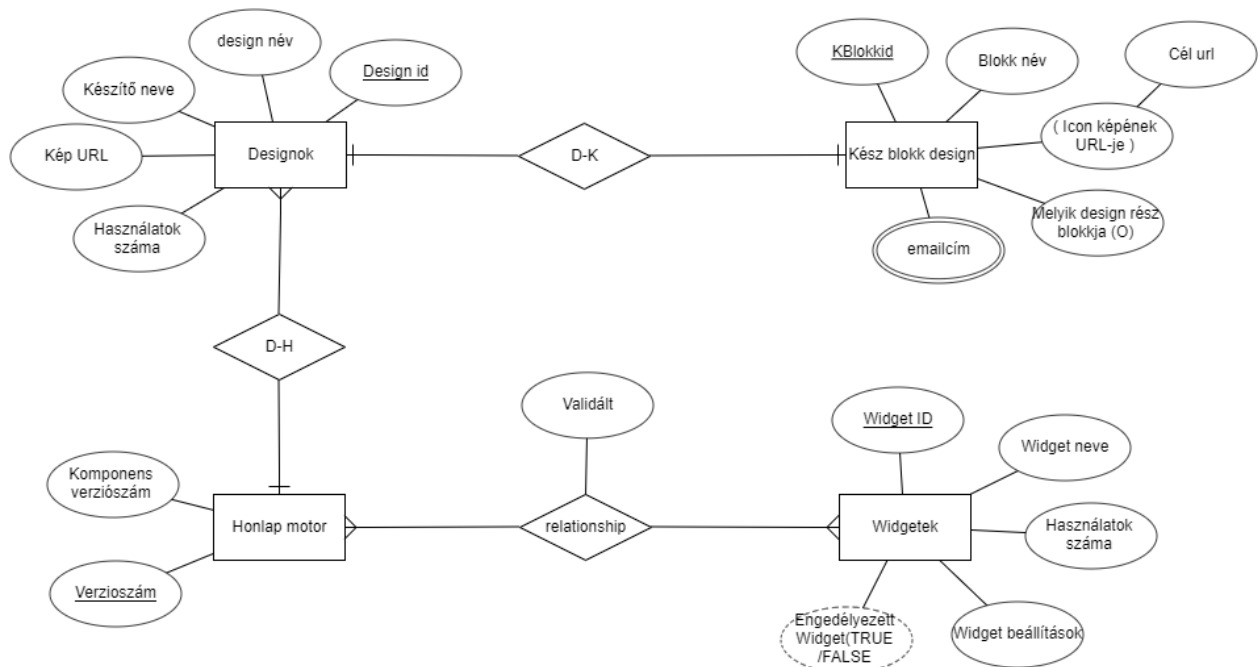 design név
Design id
Készítő neve
Kép URL
Designok
Használatok
száma
D-K
KBlokkid
Blokk név
Cél url
( Icon képének
URL-je )
Kész blokk design
Melyik design rész
blokkja (O)
emailcím
D-H
Validált
Komponens
verziószám
Honlap motor
Verzioszám
relationship
Widget ID
Widget neve
Widgetek
Használatok
száma
Engedélyezett
Widget(TRUE
/FALSE
Widget beállítások